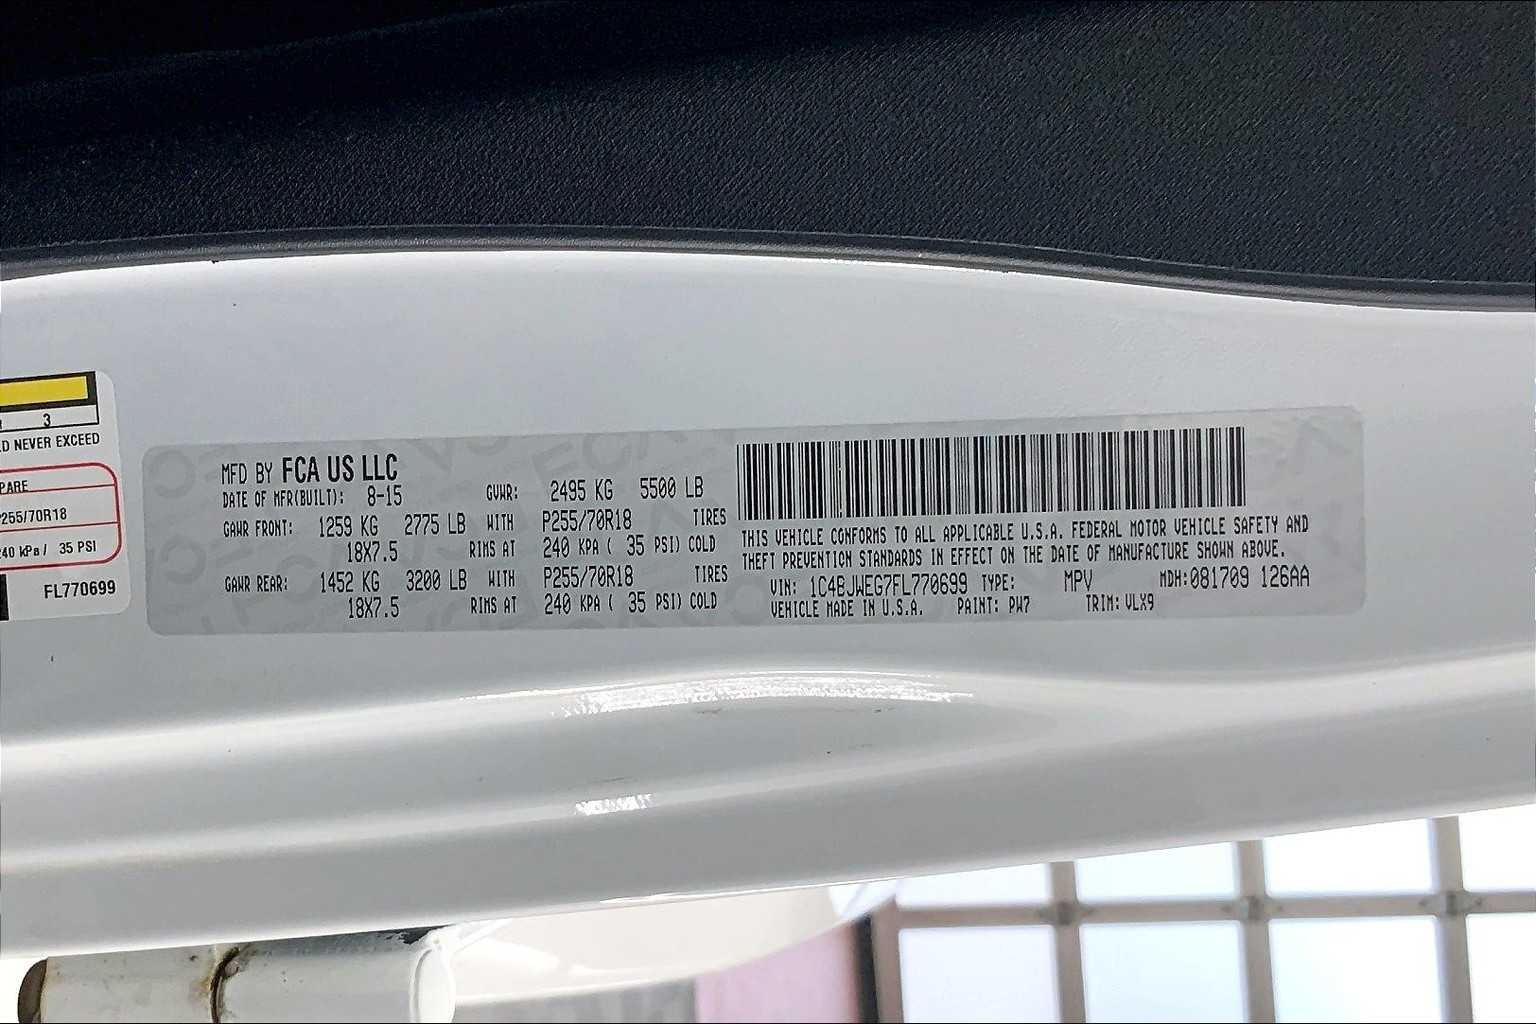 3
D NEVER EXCEED
PARE
P255/70R18
240 kPa / 35 PSI
FL770699
MFD BY FCA US LLC
DATE OF MFR(BUILT): 8-15 GVWR: 2495 KG 5500 LB
GAWR FRONT: 1259 KG 2775 LB WITH P255/70R18 TIRES
18X7.5 RIMS AT 240 KPA ( 35 PSI) COLD
GAWR REAR: 1452 KG 3200 LB WITH P255/70R18 TIRES
18X7.5 RIMS AT 240 KPA ( 35 PSI) COLD
THIS VEHICLE CONFORMS TO ALL APPLICABLE U.S.A. FEDERAL MOTOR VEHICLE SAFETY AND
THEFT PREVENTION STANDARDS IN EFFECT ON THE DATE OF MANUFACTURE SHOWN ABOVE.
VIN: 1C4BJWEG7FL770699 TYPE: MPV MDH:081709 126AA
VEHICLE MADE IN U.S.A. PAINT: PW7 TRIM: VLX9